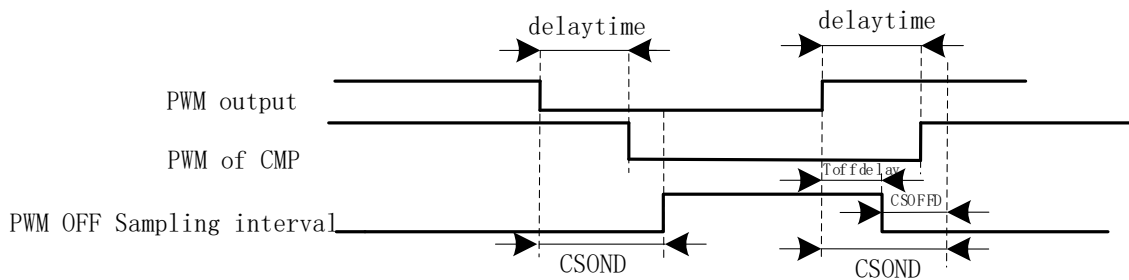 delaytime
delaytime
PWM output
PWM of CMP
Toffdelay
CSOFFD
PWM OFF Sampling interval
CSOND
CSOND